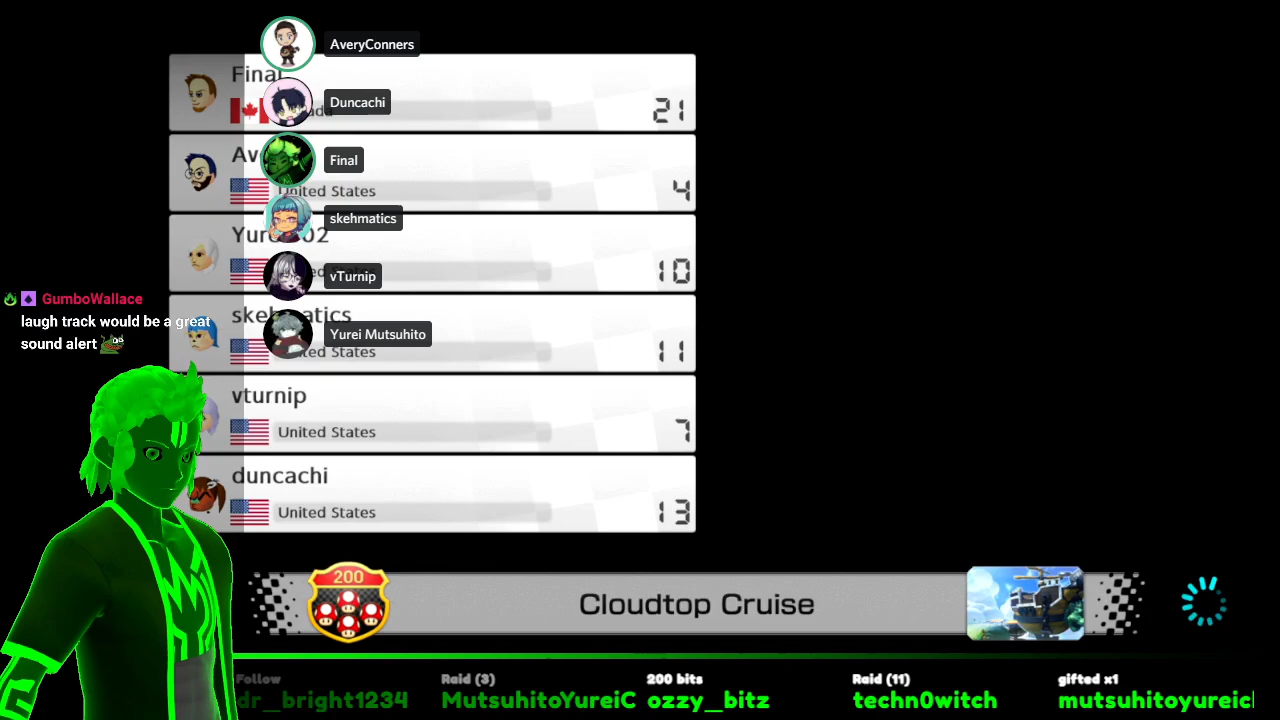 AveryConners
Final
21
Duncachi
Final
United States
4
skehmatics
10
vTurnip
GumboWallace
laugh track would be a great
sound alert
Yurei Mutsuhito
11
vturnip
United States
7
duncachi
United States
13
200
Cloudtop Cruise
Follow
dr_bright1234
Raid (3)
MutsuhitoYureiC
200 bits
ozzy_bitz
Raid (11)
techn0witch
gifted x1
mutsuhitoyureic